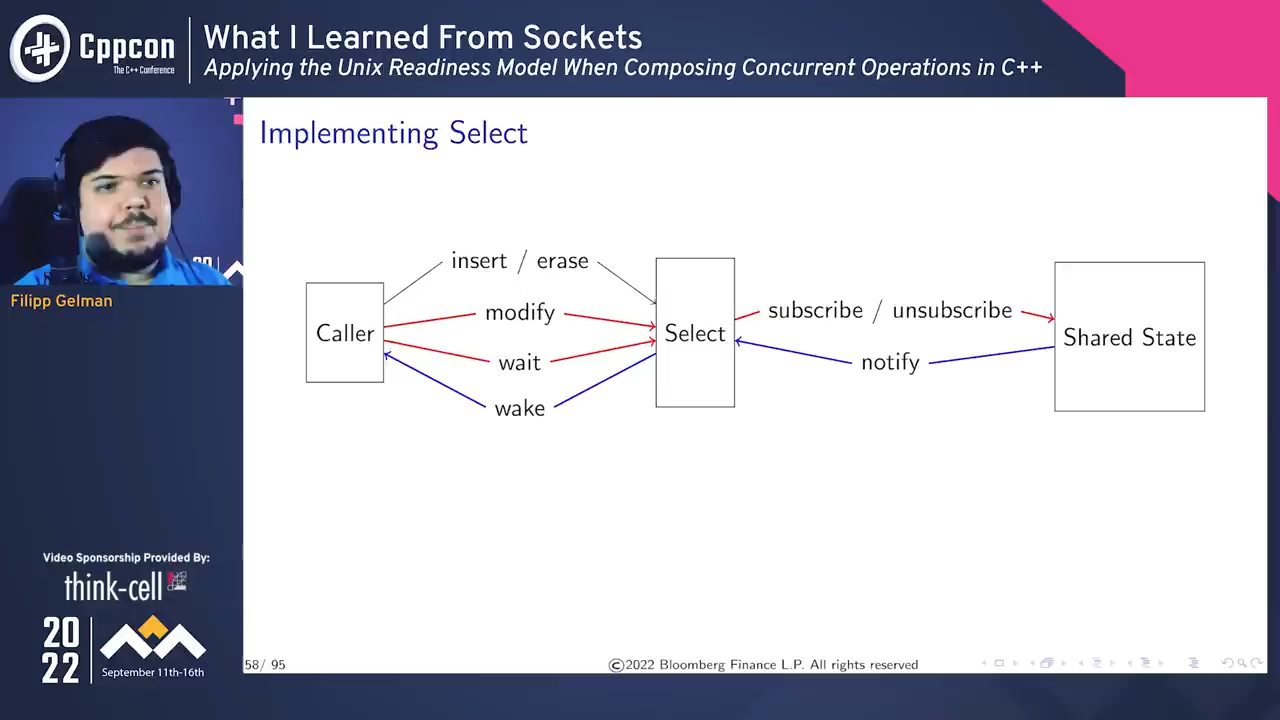 Cppcon
The C++ Conference
What I Learned From Sockets
Applying the Unix Readiness Model When Composing Concurrent Operations in C++
Filipp Gelman
Implementing Select
insert / erase
modify
wait
wake
Caller
Select
subscribe / unsubscribe
notify
Shared State
Video Sponsorship Provided By:
think-cell
2022
September 11th-16th
58/ 95
©2022 Bloomberg Finance L.P. All rights reserved